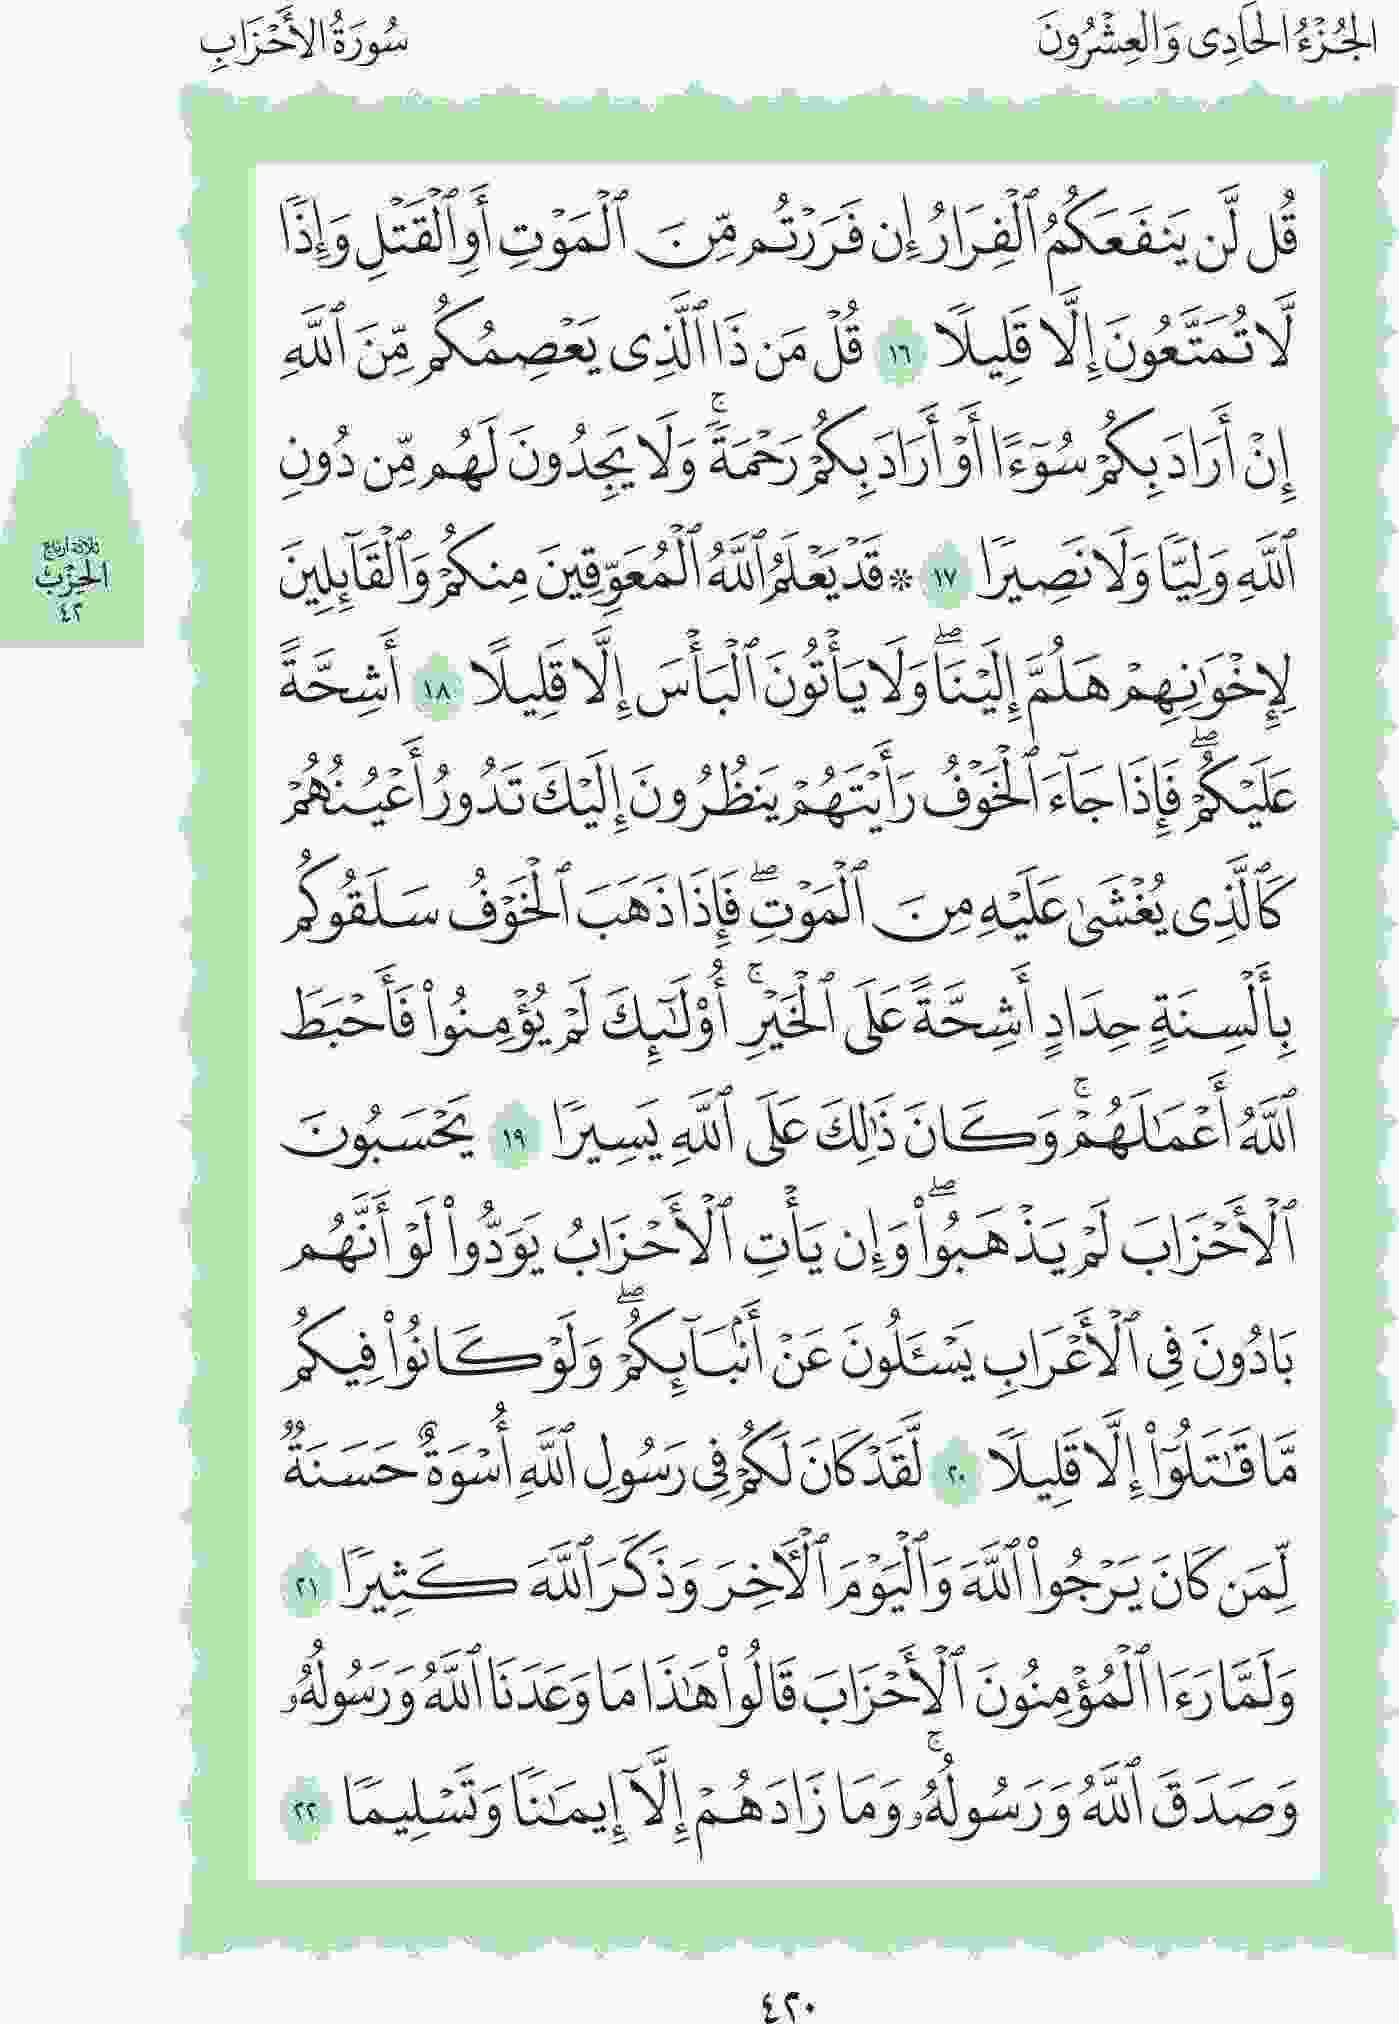 الجُزْءُ الحَادِي وَالعِشْرُونَ
سُورَةُ الأَحْزَابِ
قُل لَّن يَنفَعَكُمُ ٱلْفِرَارُ إِن فَرَرْتُم مِّنَ ٱلْمَوْتِ أَوِ ٱلْقَتْلِ وَإِذًا
لَّا تُمَتَّعُونَ إِلَّا قَلِيلًا ١٦ قُلْ مَن ذَا ٱلَّذِى يَعْصِمُكُم مِّنَ ٱللَّهِ
إِنْ أَرَادَ بِكُمْ سُوٓءًا أَوْ أَرَادَ بِكُمْ رَحْمَةًۚ وَلَا يَجِدُونَ لَهُم مِّن دُونِ
ٱللَّهِ وَلِيًّا وَلَا نَصِيرًا ١٧ * قَدْ يَعْلَمُ ٱللَّهُ ٱلْمُعَوِّقِينَ مِنكُمْ وَٱلْقَآئِلِينَ
لِإِخْوَٰنِهِمْ هَلُمَّ إِلَيْنَاۖ وَلَا يَأْتُونَ ٱلْبَأْسَ إِلَّا قَلِيلًا ١٨ أَشِحَّةً
عَلَيْكُمْۖ فَإِذَا جَآءَ ٱلْخَوْفُ رَأَيْتَهُمْ يَنظُرُونَ إِلَيْكَ تَدُورُ أَعْيُنُهُمْ
كَٱلَّذِى يُغْشَىٰ عَلَيْهِ مِنَ ٱلْمَوْتِۖ فَإِذَا ذَهَبَ ٱلْخَوْفُ سَلَقُوكُم
بِأَلْسِنَةٍ حِدَادٍ أَشِحَّةً عَلَى ٱلْخَيْرِۚ أُو۟لَٰٓئِكَ لَمْ يُؤْمِنُوا۟ فَأَحْبَطَ
ٱللَّهُ أَعْمَٰلَهُمْۚ وَكَانَ ذَٰلِكَ عَلَى ٱللَّهِ يَسِيرًا ١٩ يَحْسَبُونَ
ٱلْأَحْزَابَ لَمْ يَذْهَبُوا۟ۖ وَإِن يَأْتِ ٱلْأَحْزَابُ يَوَدُّوا۟ لَوْ أَنَّهُم
بَادُونَ فِى ٱلْأَعْرَابِ يَسْـَٔلُونَ عَنْ أَنۢبَآئِكُمْۖ وَلَوْ كَانُوا۟ فِيكُم
مَّا قَٰتَلُوٓا۟ إِلَّا قَلِيلًا ٢٠ لَّقَدْ كَانَ لَكُمْ فِى رَسُولِ ٱللَّهِ أُسْوَةٌ حَسَنَةٌ
لِّمَن كَانَ يَرْجُوا۟ ٱللَّهَ وَٱلْيَوْمَ ٱلْـَٔاخِرَ وَذَكَرَ ٱللَّهَ كَثِيرًا ٢١
وَلَمَّا رَءَا ٱلْمُؤْمِنُونَ ٱلْأَحْزَابَ قَالُوا۟ هَٰذَا مَا وَعَدَنَا ٱللَّهُ وَرَسُولُهُۥ
وَصَدَقَ ٱللَّهُ وَرَسُولُهُۥۚ وَمَا زَادَهُمْ إِلَّآ إِيمَٰنًا وَتَسْلِيمًا ٢٢
ثلاثة أرباع
الحِزْب
٤٢
٤٢٠